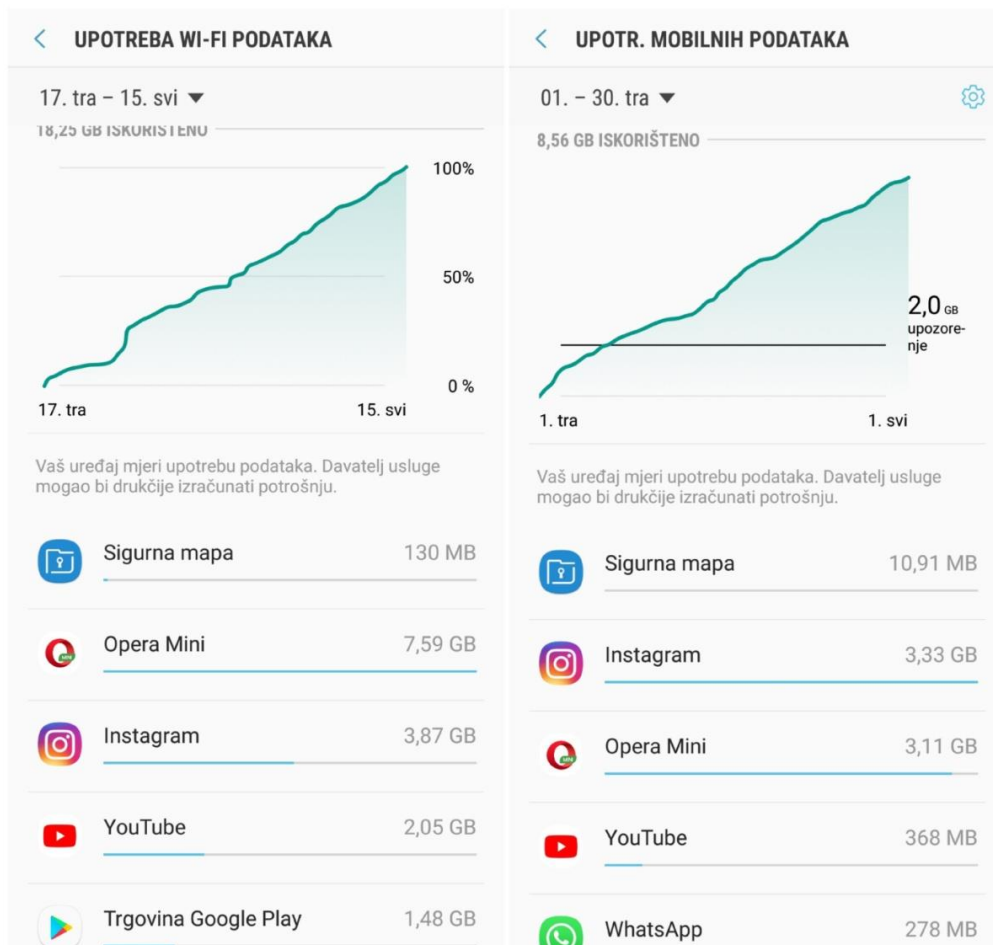 UPOTREBA WI-FI PODATAKA
17. tra – 15. svi
18,25 GB ISKORIŠTENO
100%
50%
0 %
17. tra
15. svi
Vaš uređaj mjeri upotrebu podataka. Davatelj usluge
mogao bi drukčije izračunati potrošnju.
Sigurna mapa
130 MB
Opera Mini
7,59 GB
Instagram
3,87 GB
YouTube
2,05 GB
Trgovina Google Play
1,48 GB
UPOTR. MOBILNIH PODATAKA
01. – 30. tra
8,56 GB ISKORIŠTENO
2,0 GB
upozore-
nje
1. tra
1. svi
Vaš uređaj mjeri upotrebu podataka. Davatelj usluge
mogao bi drukčije izračunati potrošnju.
Sigurna mapa
10,91 MB
Instagram
3,33 GB
Opera Mini
MINI
3,11 GB
YouTube
368 MB
WhatsApp
278 MB